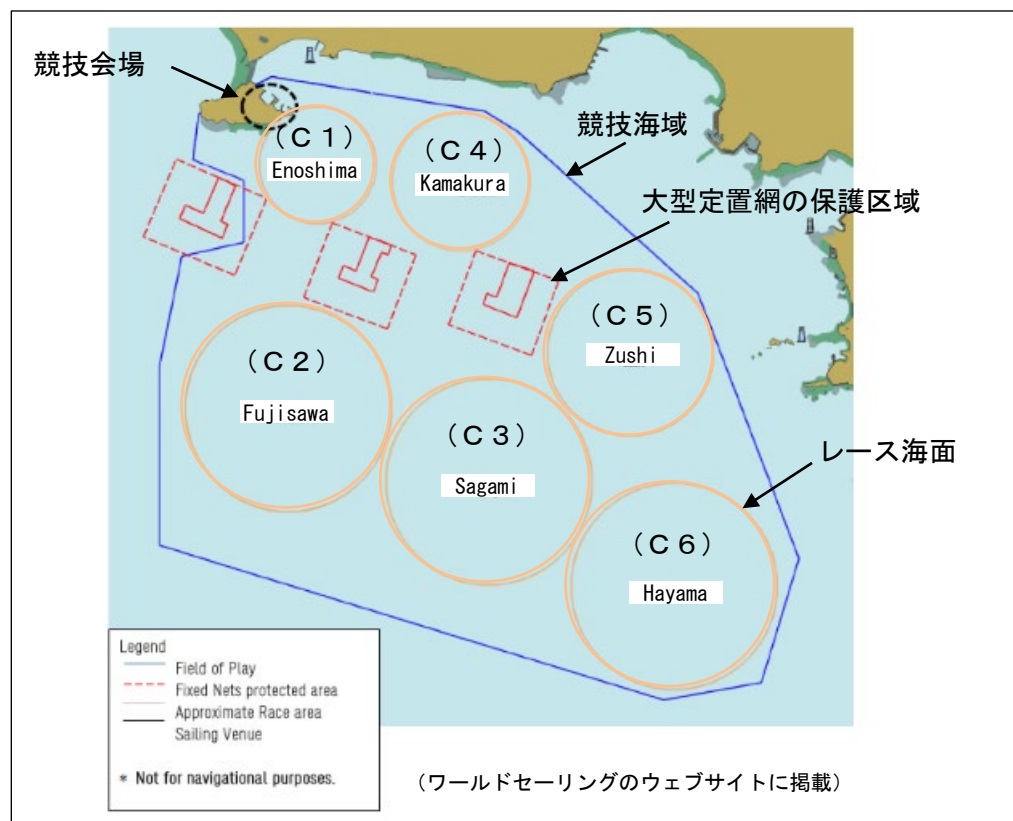 競技会場
(C1)
Enoshima
(C4)
Kamakura
競技海域
大型定置網の保護区域
(C5)
Zushi
(C2)
Fujisawa
(C3)
Sagami
レース海面
(C6)
Hayama
Legend
Field of Play
Fixed Nets protected area
Approximate Race area
Sailing Venue
* Not for navigational purposes.
(ワールドセーリングのウェブサイトに掲載)